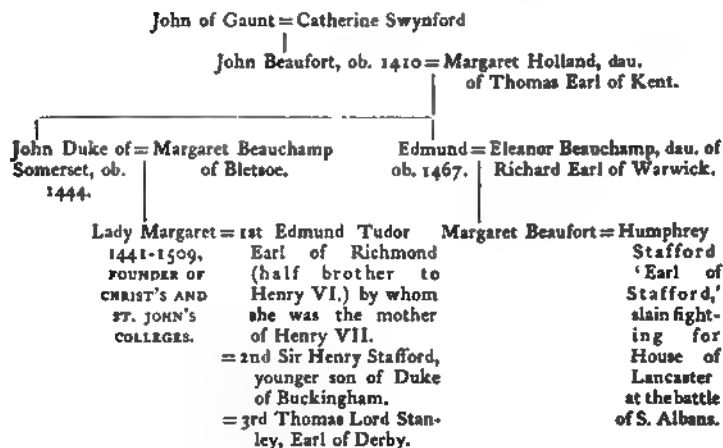 John of Gaunt = Catherine Swynford
John Beaufort, ob. 1410 = Margaret Holland, dau.
of Thomas Earl of Kent.
John Duke of = Margaret Beauchamp
Somerset, ob. of Bletsoe.
1444.
Edmund = Eleanor Beauchamp, dau. of
ob. 1467. Richard Earl of Warwick.
Lady Margaret = 1st Edmund Tudor
1441-1509, Earl of Richmond
FOUNDER OF (half brother to
CHRIST'S AND Henry VI.) by whom
ST. JOHN'S she was the mother
COLLEGES. of Henry VII.
= 2nd Sir Henry Stafford,
younger son of Duke
of Buckingham.
= 3rd Thomas Lord Stan-
ley, Earl of Derby.
Margaret Beaufort = Humphrey
Stafford
'Earl of
Stafford,'
slain fight-
ing for
House of
Lancaster
at the battle
of S. Albans.